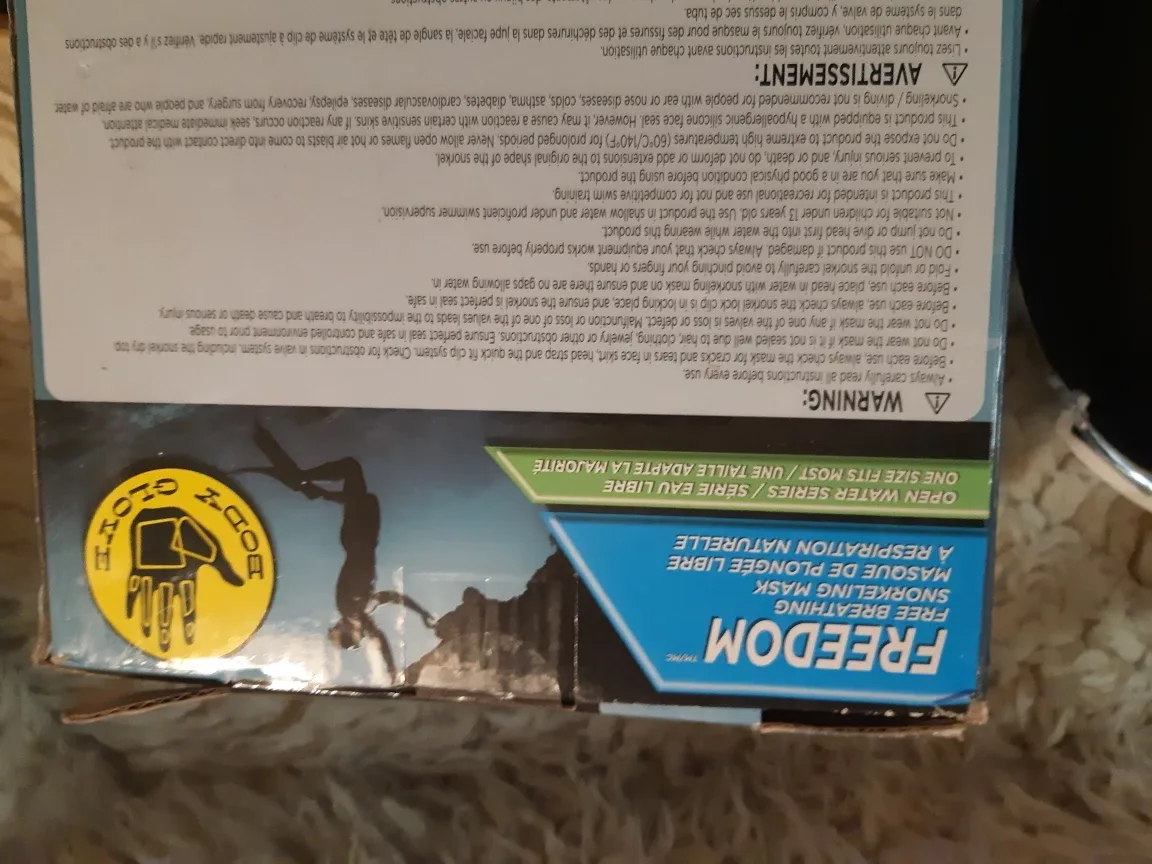 FREEDOM TM/MC
FREE BREATHING
SNORKELING MASK
MASQUE DE PLONGÉE LIBRE
À RESPIRATION NATURELLE
OPEN WATER SERIES / SÉRIE EAU LIBRE
ONE SIZE FITS MOST / UNE TAILLE ADAPTE LA MAJORITÉ
BODY GLOVE
WARNING:
• Always carefully read all instructions before every use.
• Before each use, always check the mask for cracks and tears in face skirt, head strap and the quick fit clip system. Check for obstructions in valve system, including the snorkel dry top
• Do not wear the mask if it is not sealed well due to hair, clothing, jewelry or other obstructions. Ensure perfect seal in safe and controlled environment prior to usage.
• Do not wear the mask if any one of the valves is loss or defect. Malfunction or loss of one of the values leads to the impossibility to breath and cause death or serious injury.
• Before each use, always check the snorkel lock clip is in locking place, and ensure the snorkel is perfect seal in safe.
• Before each use, place head in water with snorkeling mask on and ensure there are no gaps allowing water in.
• Fold or unfold the snorkel carefully to avoid pinching your fingers or hands.
• DO NOT use this product if damaged. Always check that your equipment works properly before use
• Do not jump or dive head first into the water while wearing this product.
• Not suitable for children under 13 years old. Use the product in shallow water and under proficient swimmer supervision.
• This product is intended for recreational use and not for competitive swim training.
• Make sure that you are in a good physical condition before using the product.
• To prevent serious injury, and or death, do not deform or add extensions to the original shape of the snorkel.
• Do not expose the product to extreme high temperatures (60°C/140°F) for prolonged periods. Never allow open flames or hot air blasts to come into direct contact with the product.
• This product is equipped with a hypoallergenic silicone face seal. However, it may cause a reaction with certain sensitive skins. If any reaction occurs, seek immediate medical attention.
• Snorkeling / diving is not recommended for people with ear or nose diseases, colds, asthma, diabetes, cardiovascular diseases, epilepsy, recovery from surgery, and people who are afraid of water.
AVERTISSEMENT:
• Lisez toujours attentivement toutes les instructions avant chaque utilisation.
• Avant chaque utilisation, vérifiez toujours le masque pour des fissures et des déchirures dans la jupe faciale, la sangle de tête et le système de clip à ajustement rapide. Vérifiez s'il y a des obstructions
dans le système de valve, y compris le dessus sec de tuba.